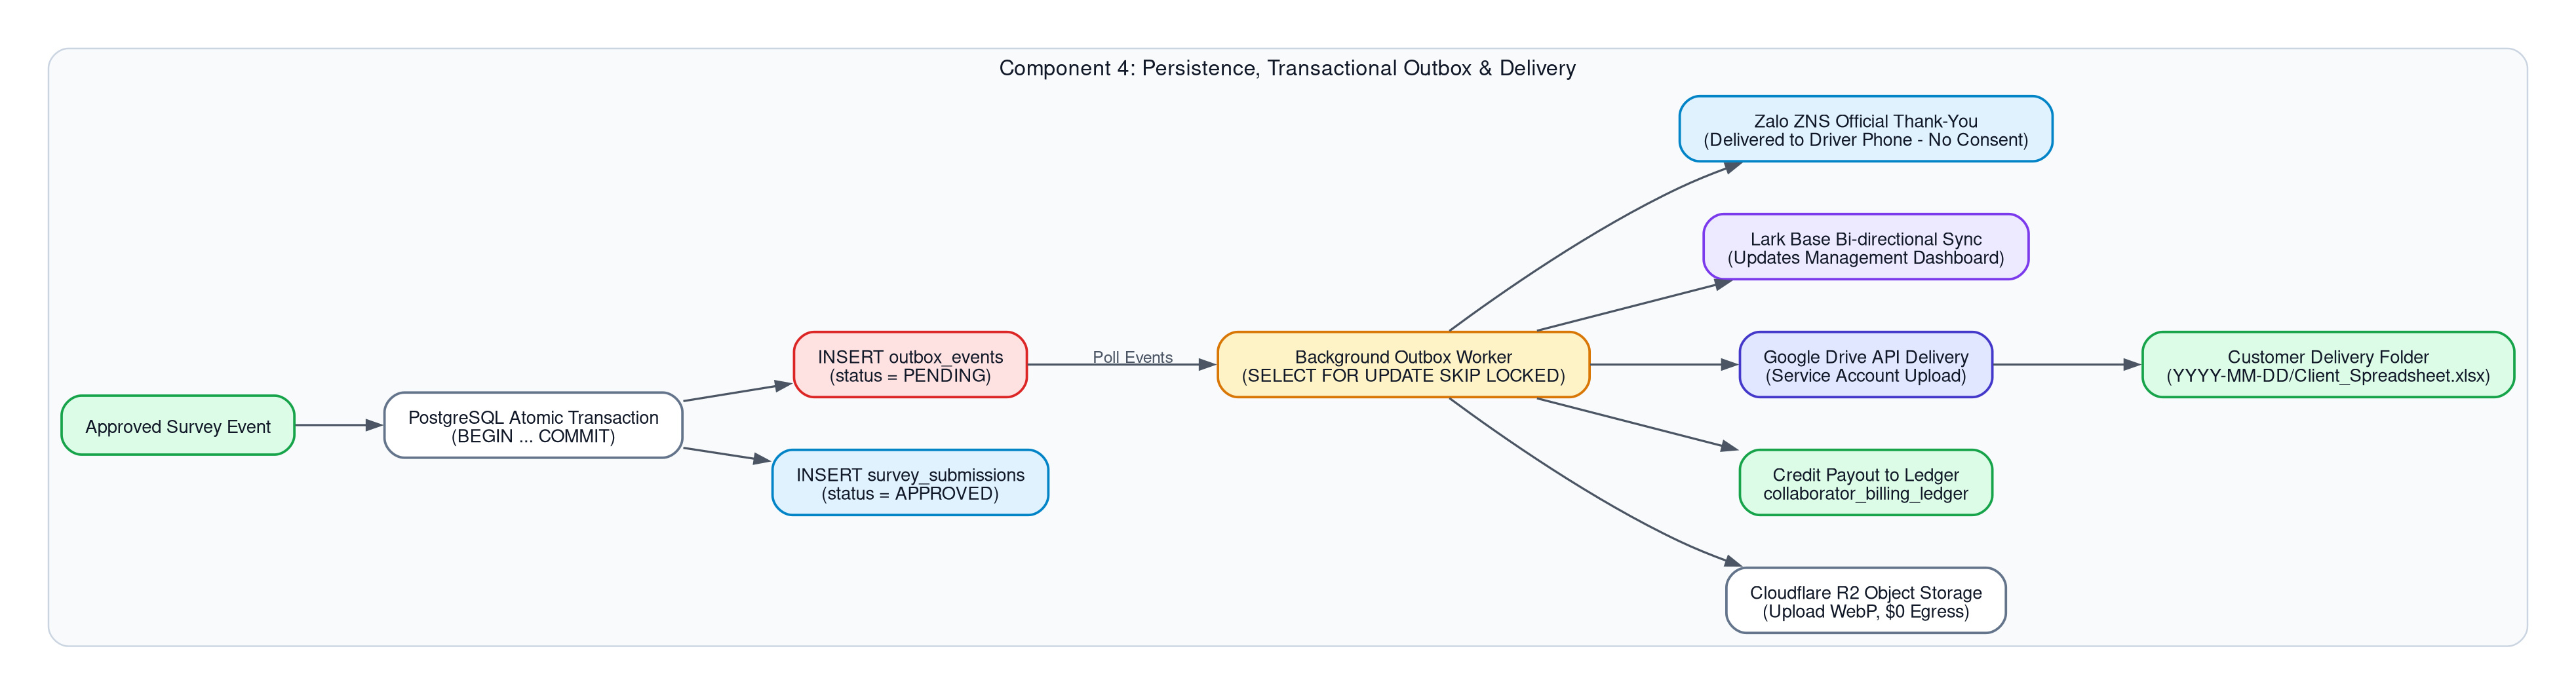 Component 4: Persistence, Transactional Outbox & Delivery
Approved Survey Event
PostgreSQL Atomic Transaction
(BEGIN ... COMMIT)
INSERT outbox_events
(status = PENDING)
INSERT survey_submissions
(status = APPROVED)
Poll Events
Background Outbox Worker
(SELECT FOR UPDATE SKIP LOCKED)
Zalo ZNS Official Thank-You
(Delivered to Driver Phone - No Consent)
Lark Base Bi-directional Sync
(Updates Management Dashboard)
Google Drive API Delivery
(Service Account Upload)
Credit Payout to Ledger
collaborator_billing_ledger
Cloudflare R2 Object Storage
(Upload WebP, $0 Egress)
Customer Delivery Folder
(YYYY-MM-DD/Client_Spreadsheet.xlsx)